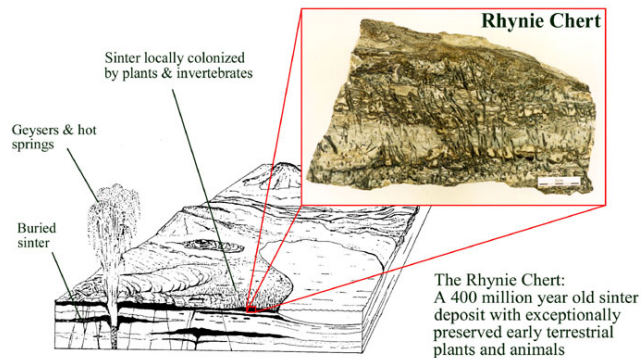 Rhynie Chert
Sinter locally colonized
by plants & invertebrates
Geysers & hot
springs
Buried
sinter
The Rhynie Chert:
A 400 million year old sinter
deposit with exceptionally
preserved early terrestrial
plants and animals